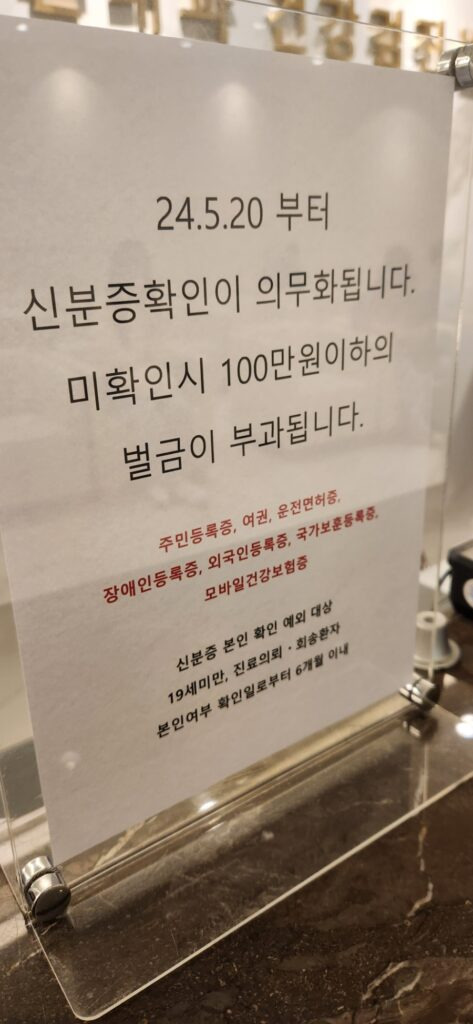 건강검진
24.5.20 부터
신분증확인이 의무화됩니다.
미확인시 100만원이하의
벌금이 부과됩니다.
주민등록증, 여권, 운전면허증,
장애인등록증, 외국인등록증, 국가보훈등록증,
모바일건강보험증
신분증 본인 확인 예외 대상
19세미만, 진료의뢰·회송환자
본인여부 확인일로부터 6개월 이내